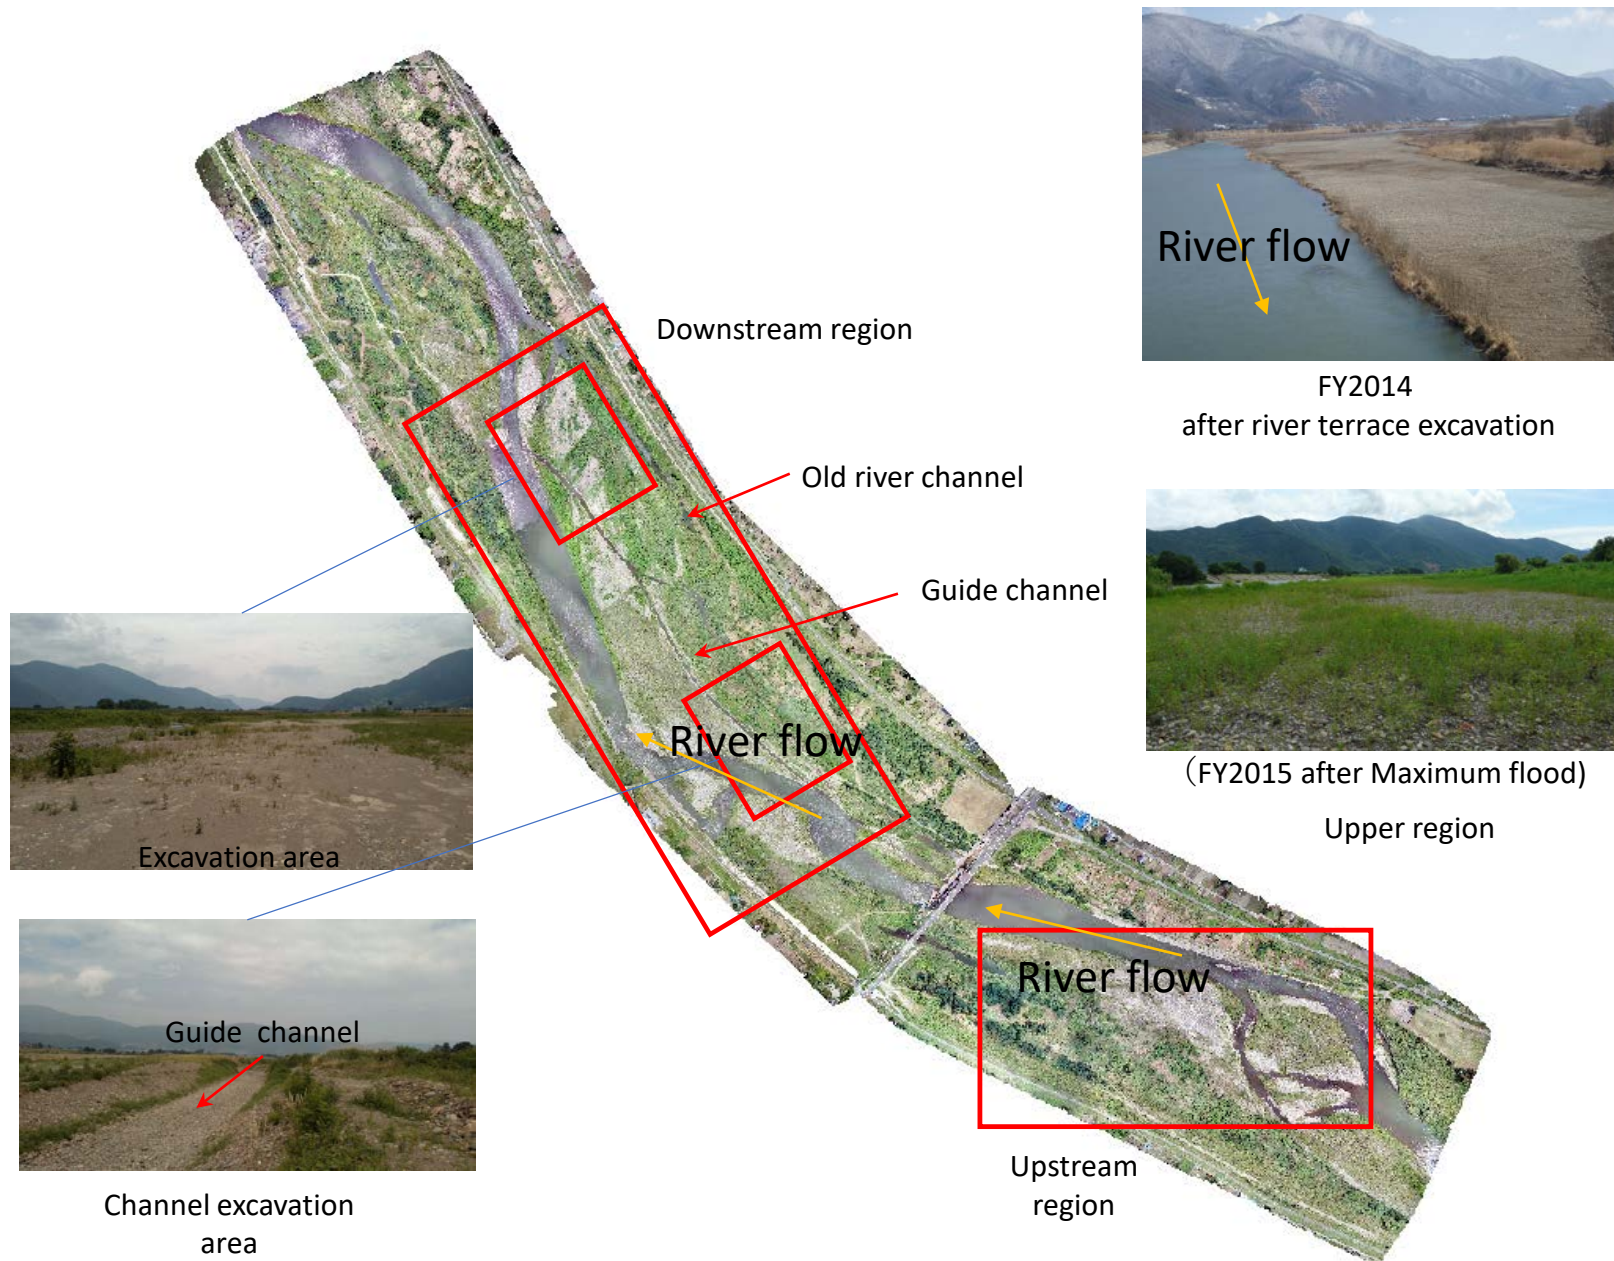 River flow
FY2014
after river terrace excavation
Downstream region
Old river channel
Guide channel
River flow
(FY2015 after Maximum flood)
Upper region
Excavation area
River flow
Guide  channel
Channel excavation
area
Upstream
region